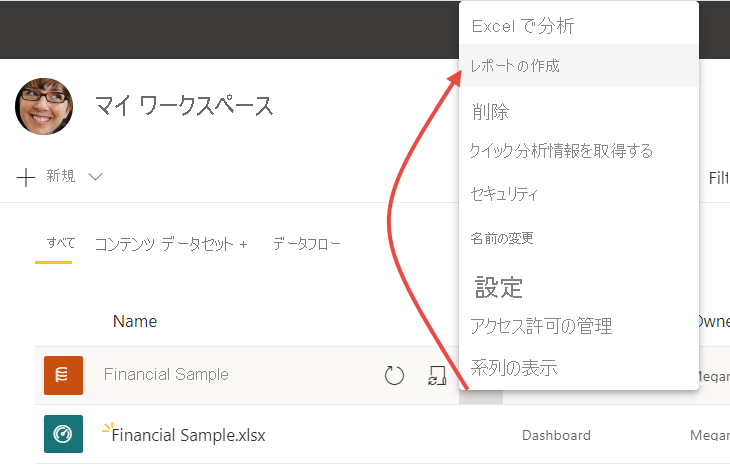 Excel で分析
レポートの作成
マイ ワークスペース
削除
クイック分析情報を取得する
新規
Filt
セキュリティ
名前の変更
すべて コンテンツ データセット + データフロー
設定
Name
Owne
アクセス許可の管理
系列の表示
Financial Sample
Megan
Financial Sample.xlsx
Dashboard
Megan